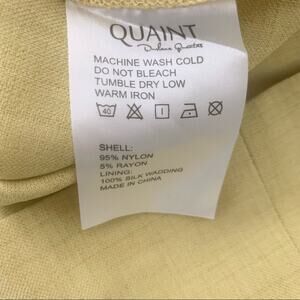 QUAINT
MACHINE WASH COLD
DO NOT BLEACH
TUMBLE DRY LOW
WARM IRON
40
SHELL:
95% NYLON
5% RAYON
LINING:
100% SILK WADDING
MADE IN CHINA